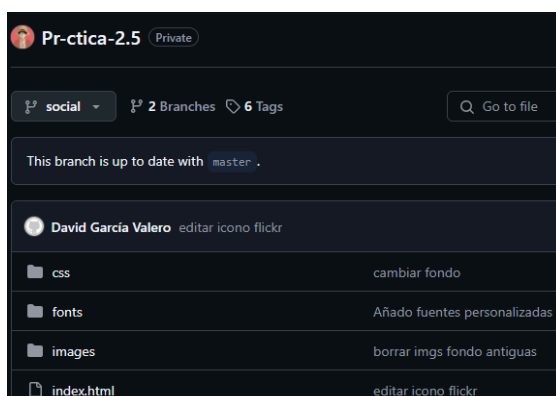 Pr-ctica-2.5 Private
social 2 Branches 6 Tags Go to file
This branch is up to date with master .
David García Valero editar icono flickr
css cambiar fondo
fonts Añado fuentes personalizadas
images borrar imgs fondo antiguas
index.html editar icono flickr